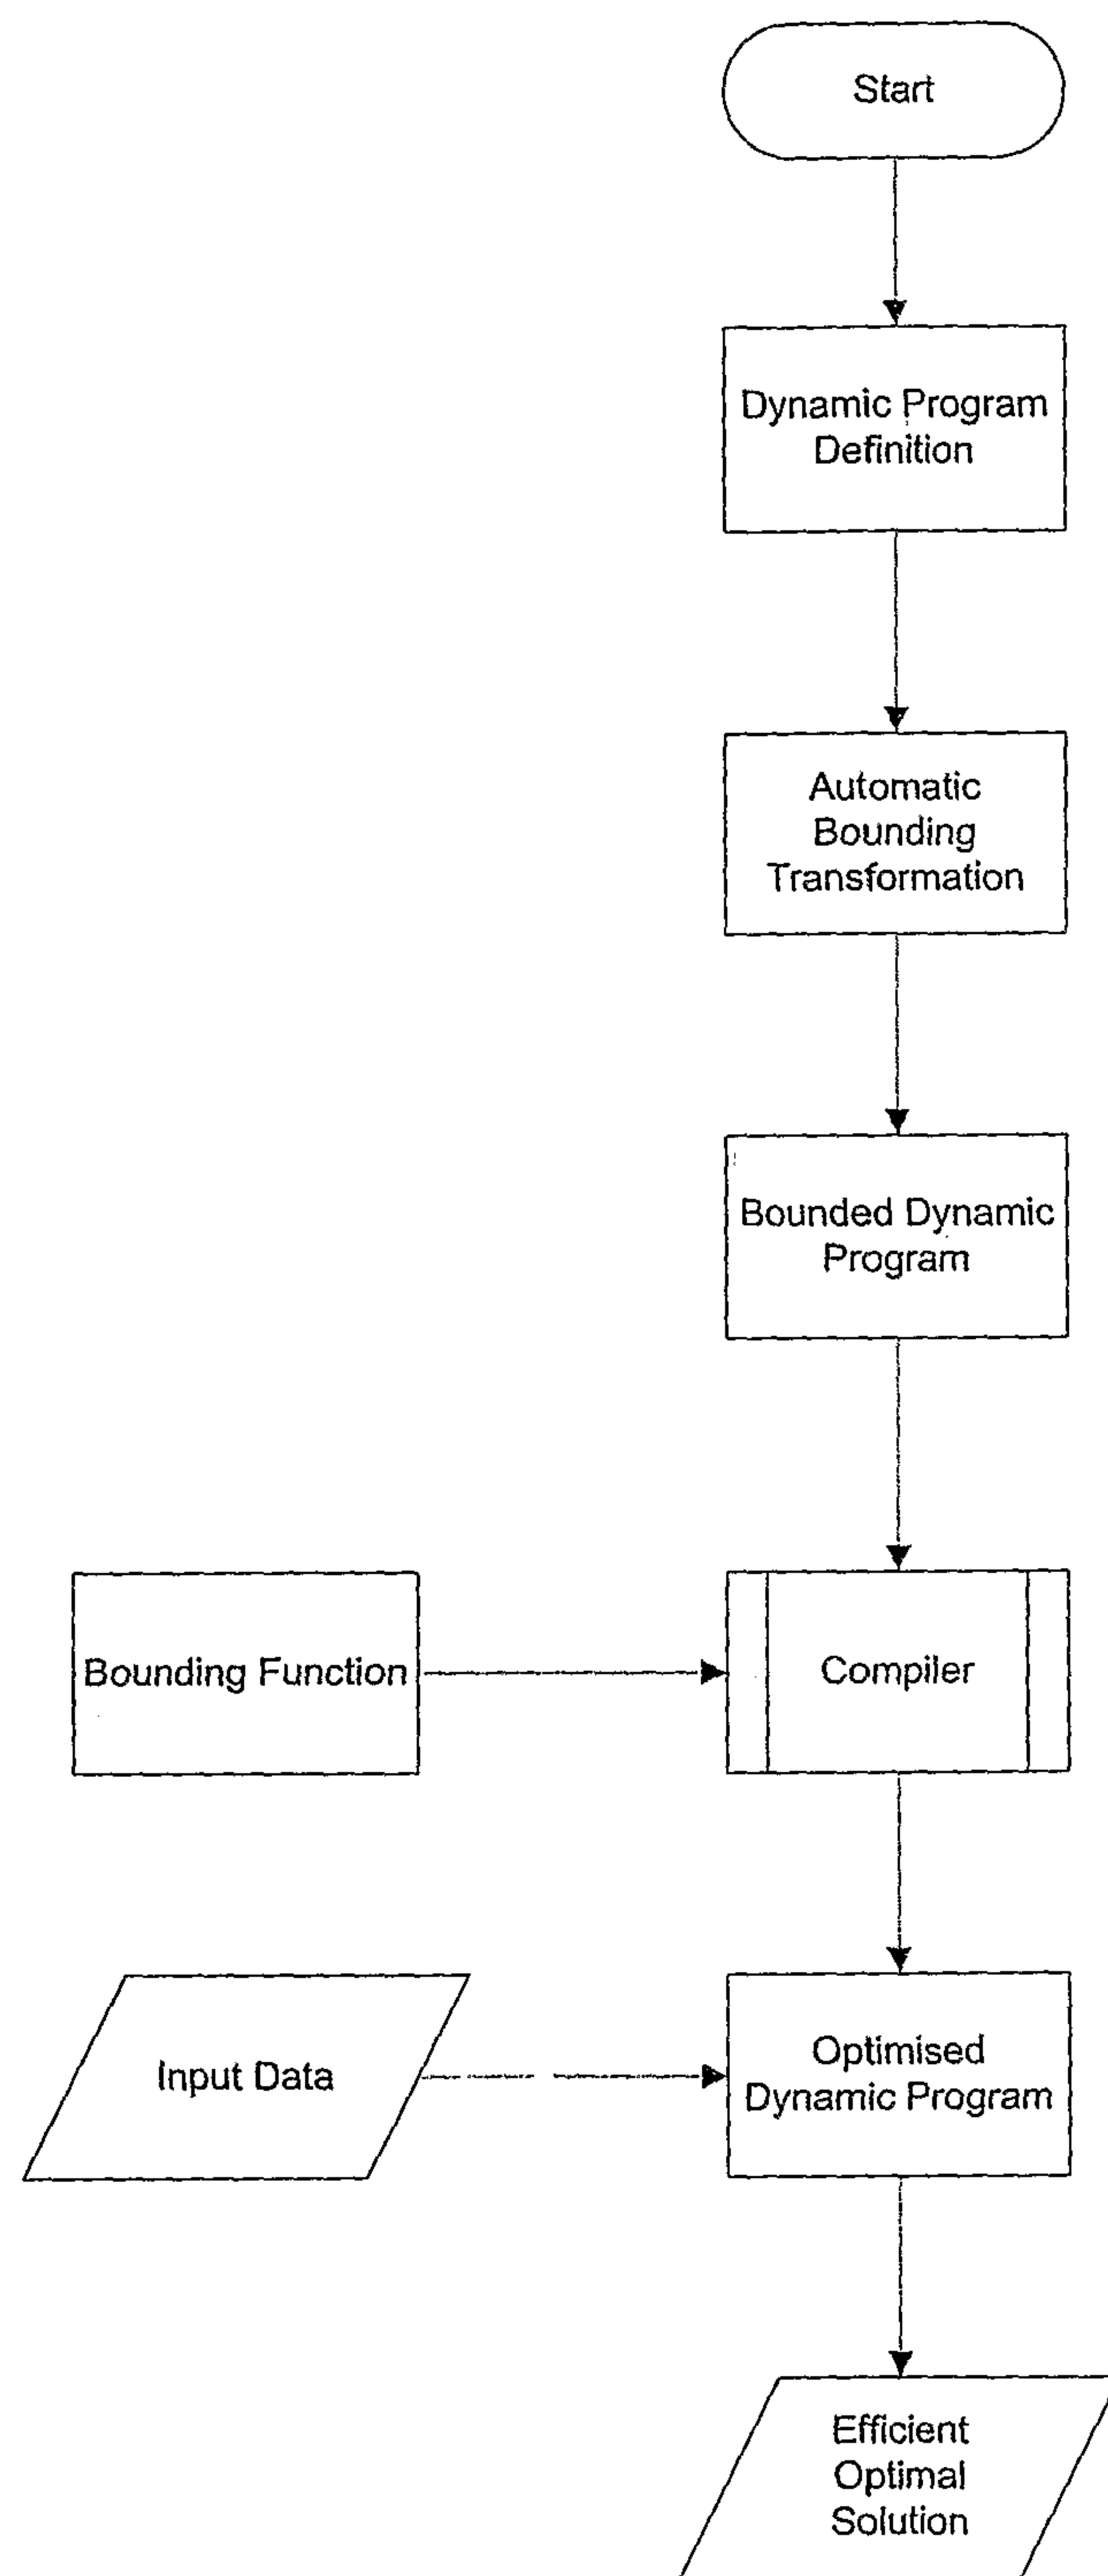 Start
Dynamic Program
Definition
Automatic
Bounding
Transformation
Bounded Dynamic
Program
Bounding Function
Compiler
Input Data
Optimised
Dynamic Program
Efficient
Optimal
Solution